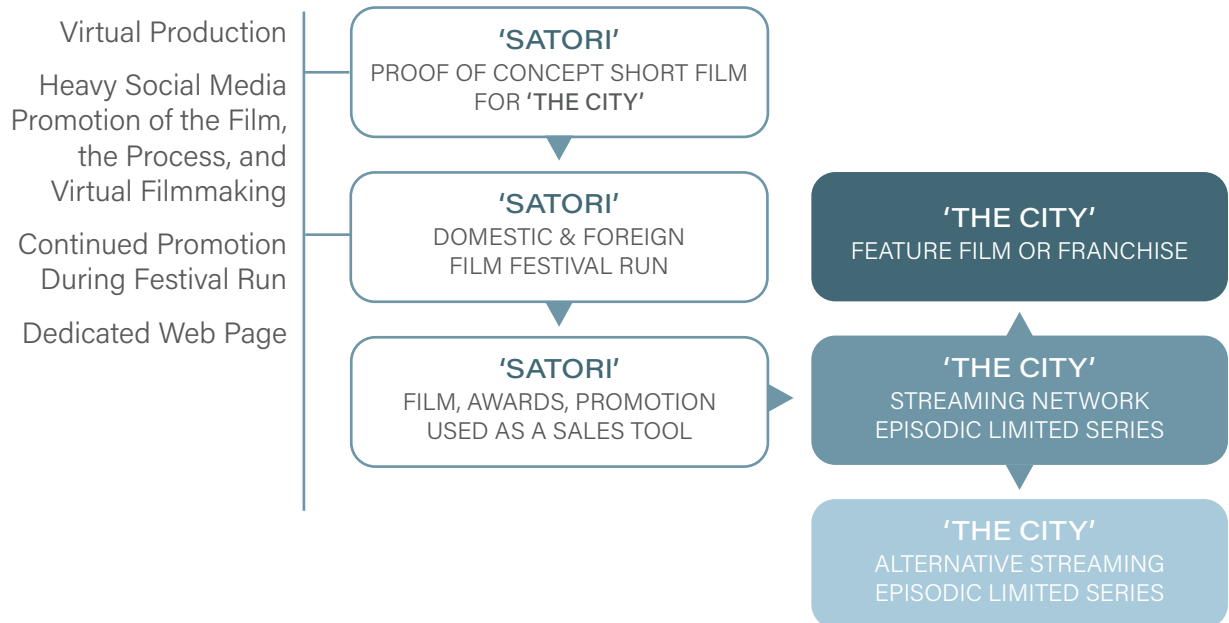 Virtual Production
Heavy Social Media
Promotion of the Film,
the Process, and
Virtual Filmmaking
Continued Promotion
During Festival Run
Dedicated Web Page
'SATORI'
PROOF OF CONCEPT SHORT FILM
FOR 'THE CITY'
'SATORI'
DOMESTIC & FOREIGN
FILM FESTIVAL RUN
'SATORI'
FILM, AWARDS, PROMOTION
USED AS A SALES TOOL
'THE CITY'
FEATURE FILM OR FRANCHISE
'THE CITY'
STREAMING NETWORK
EPISODIC LIMITED SERIES
'THE CITY'
ALTERNATIVE STREAMING
EPISODIC LIMITED SERIES